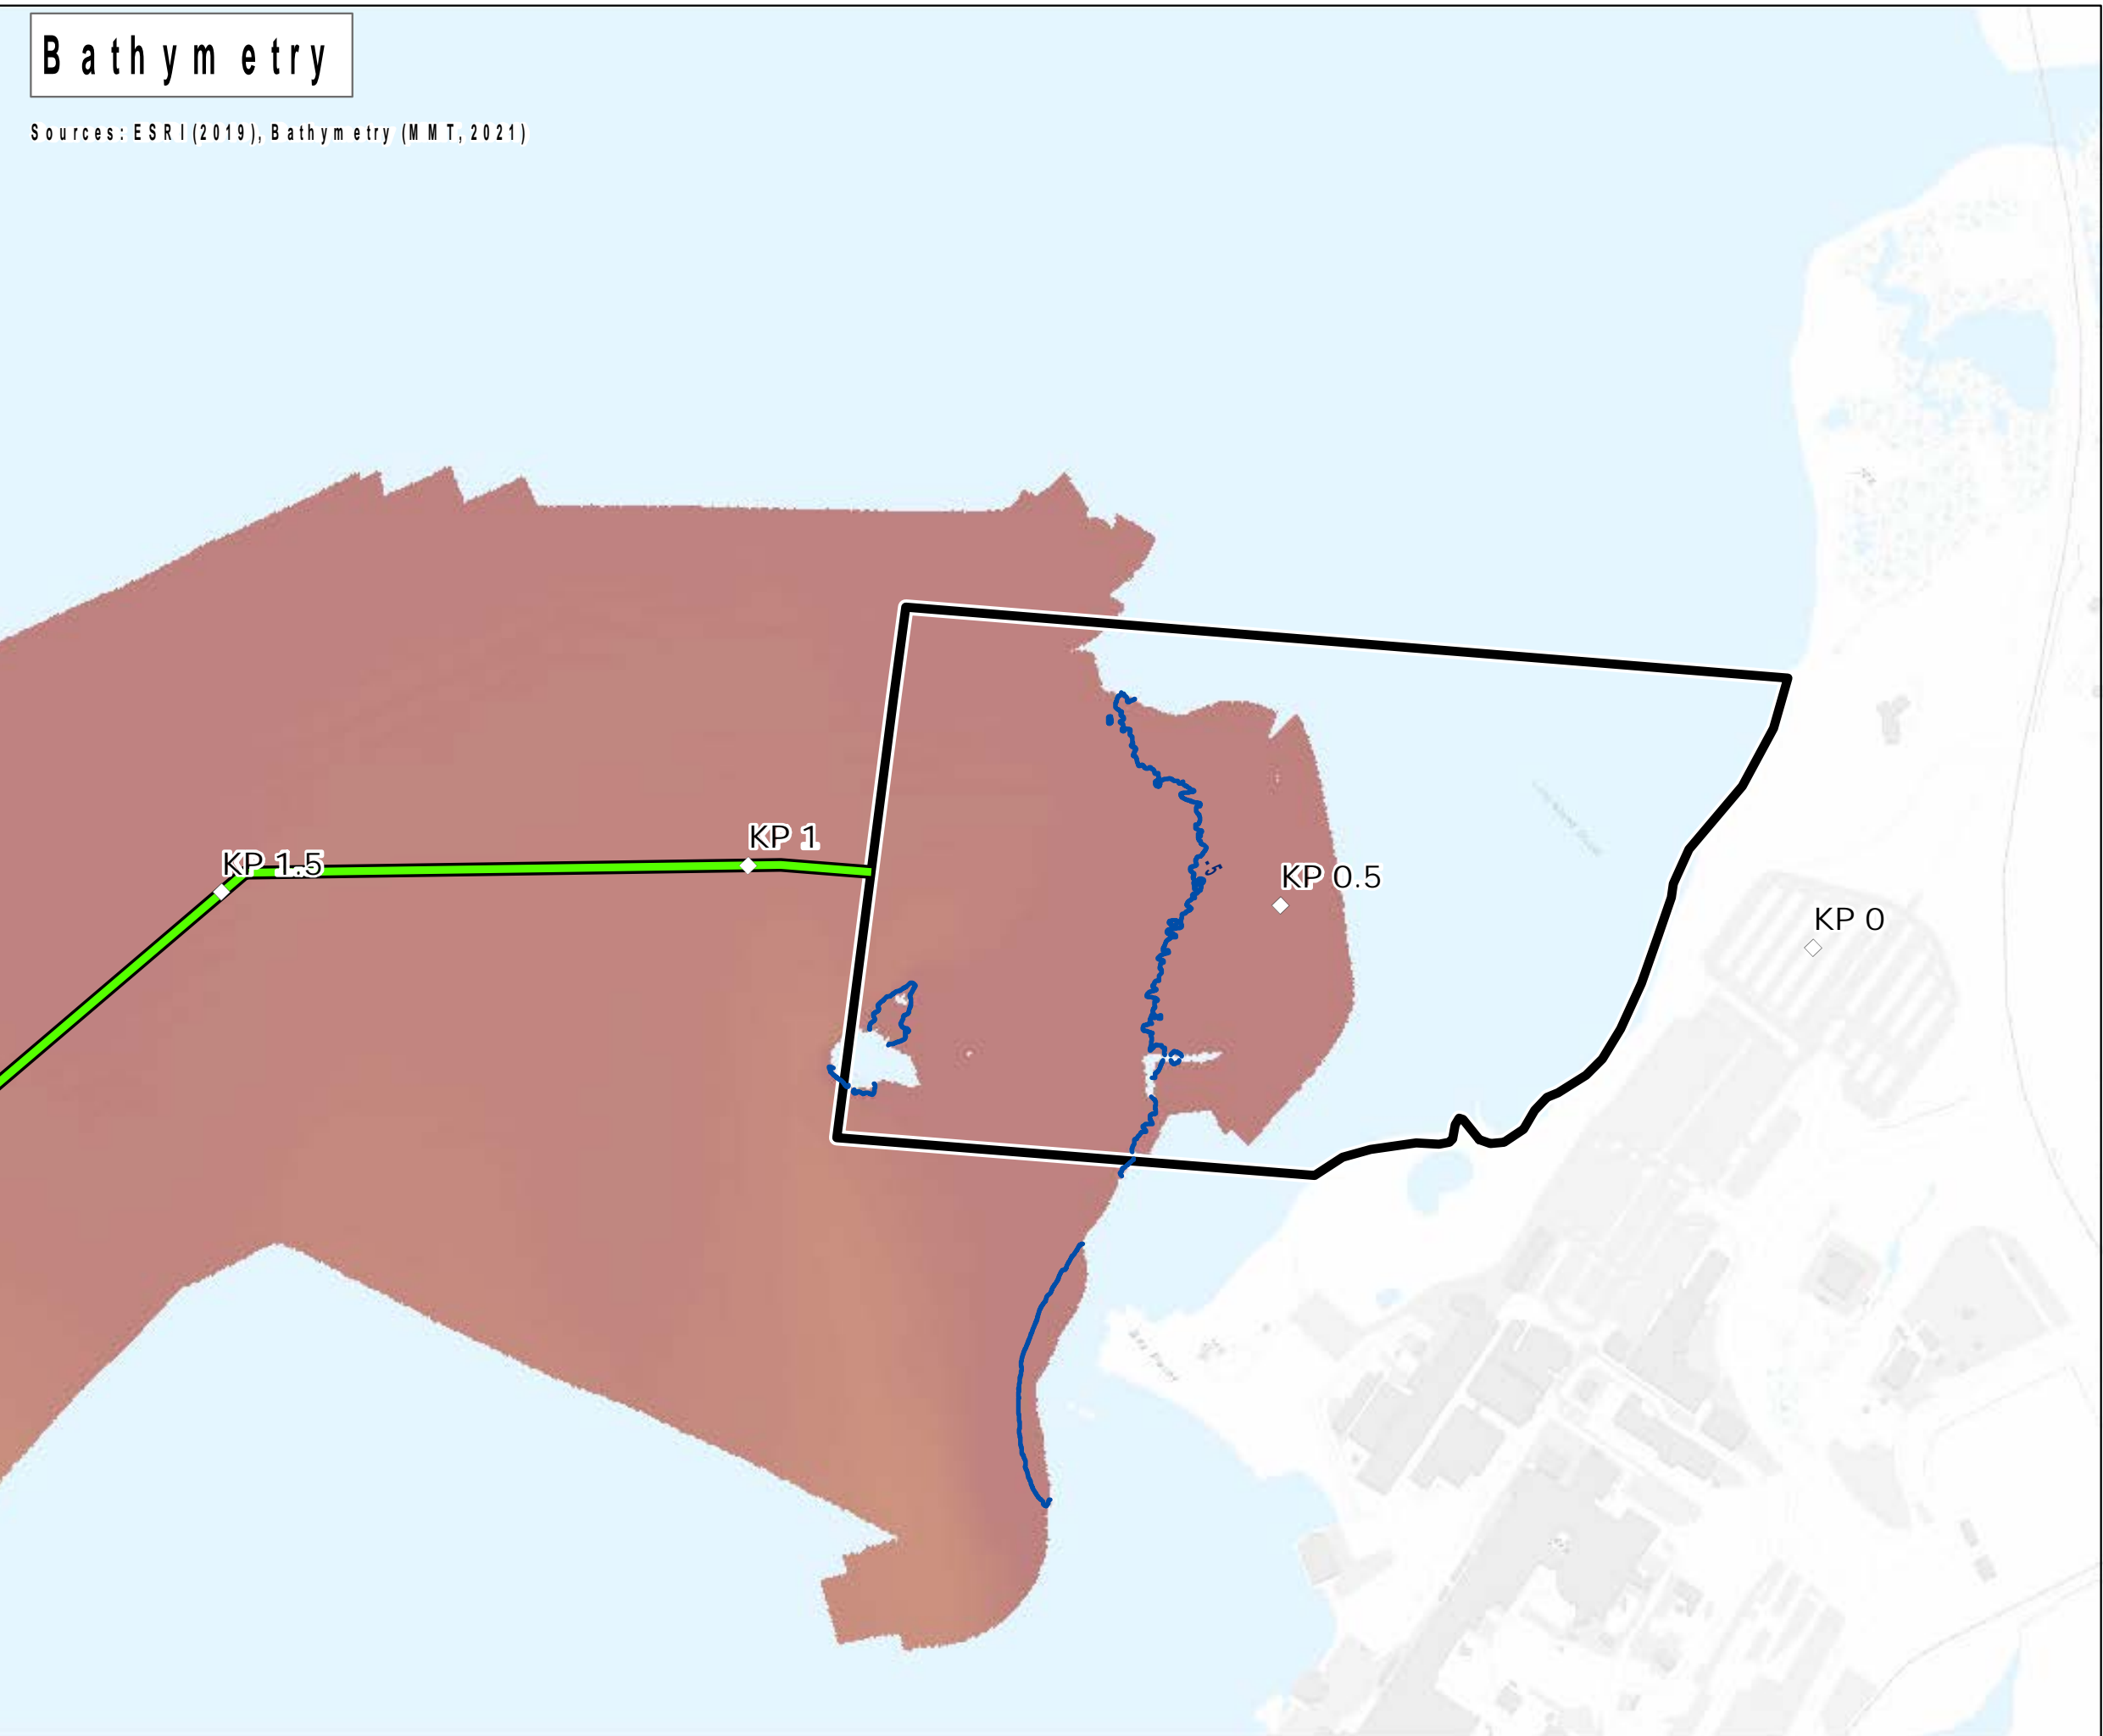 Bathymetry
Sources: ESRI (2019), Bathymetry (MMT, 2021)
KP 1
KP 1.5
KP 0.5
KP 0